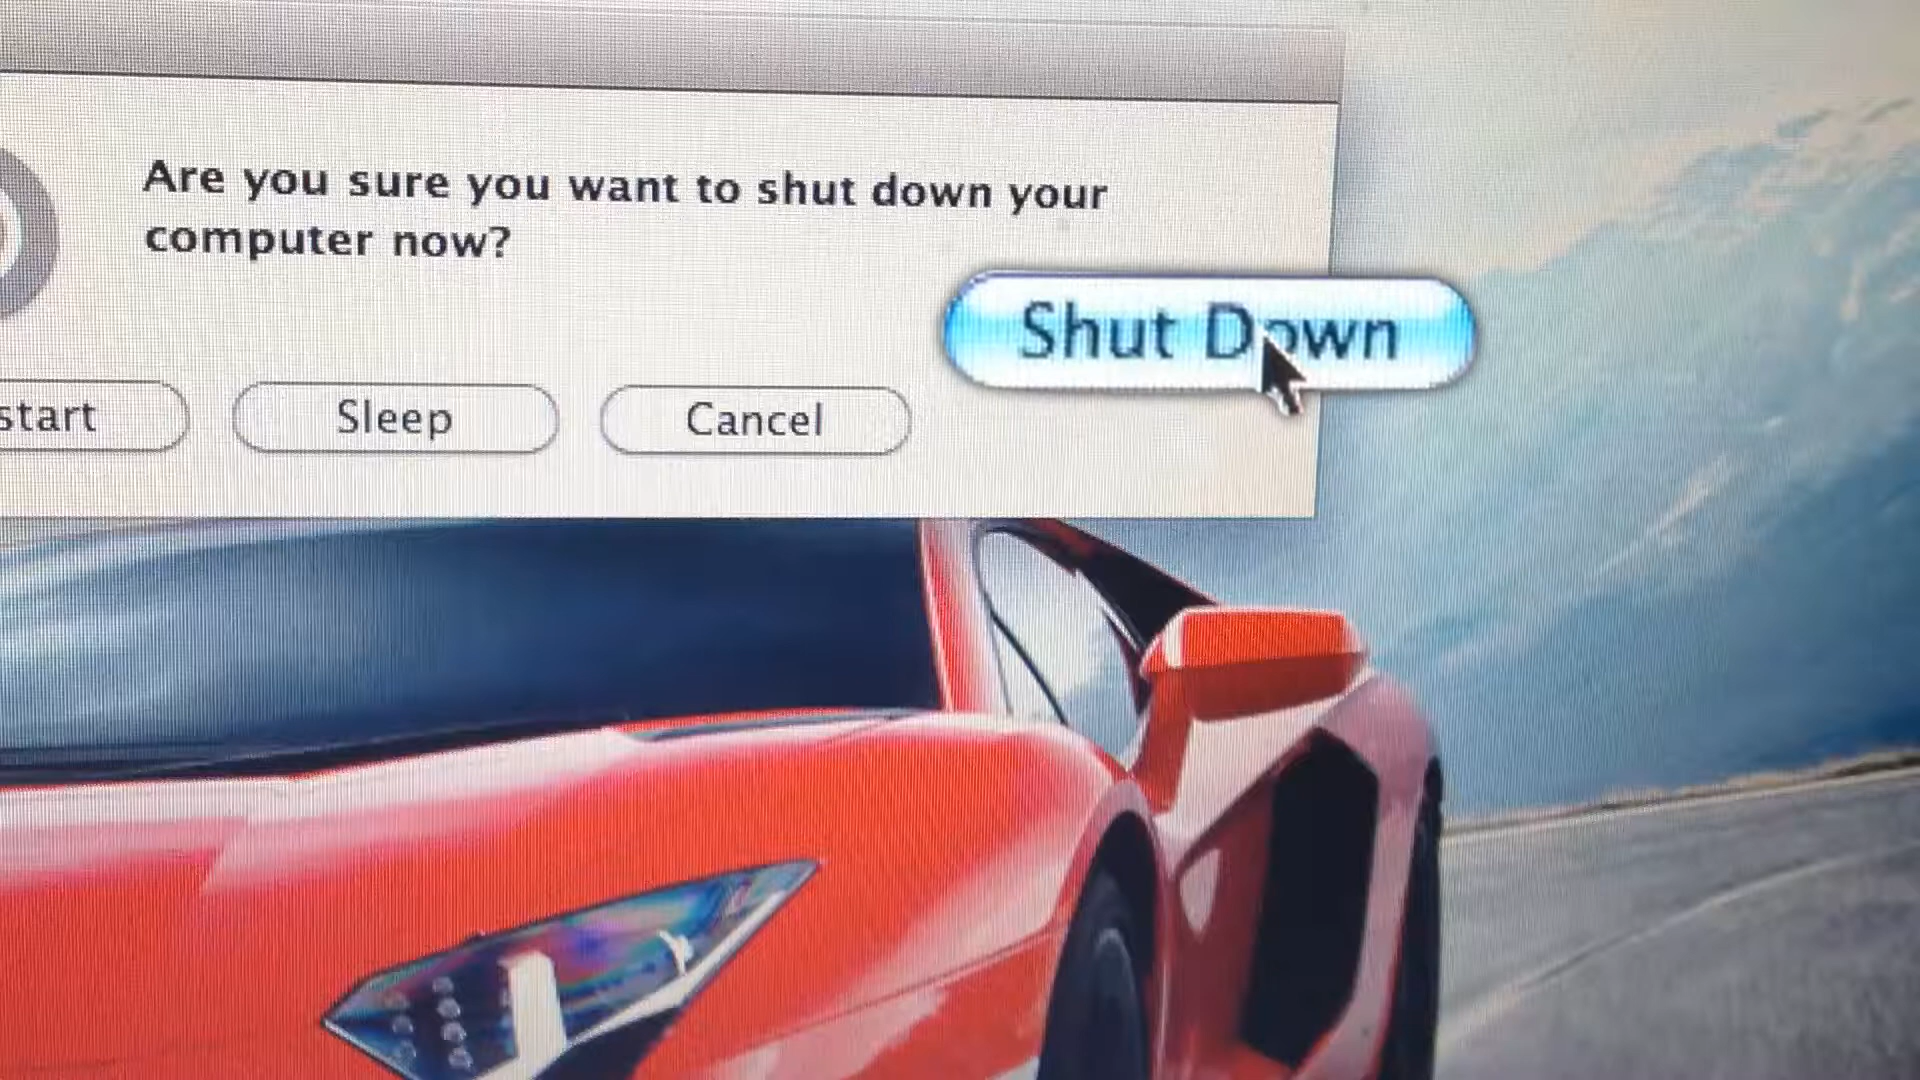 Are you sure you want to shut down your
computer now?
Shut Down
start
Sleep
Cancel